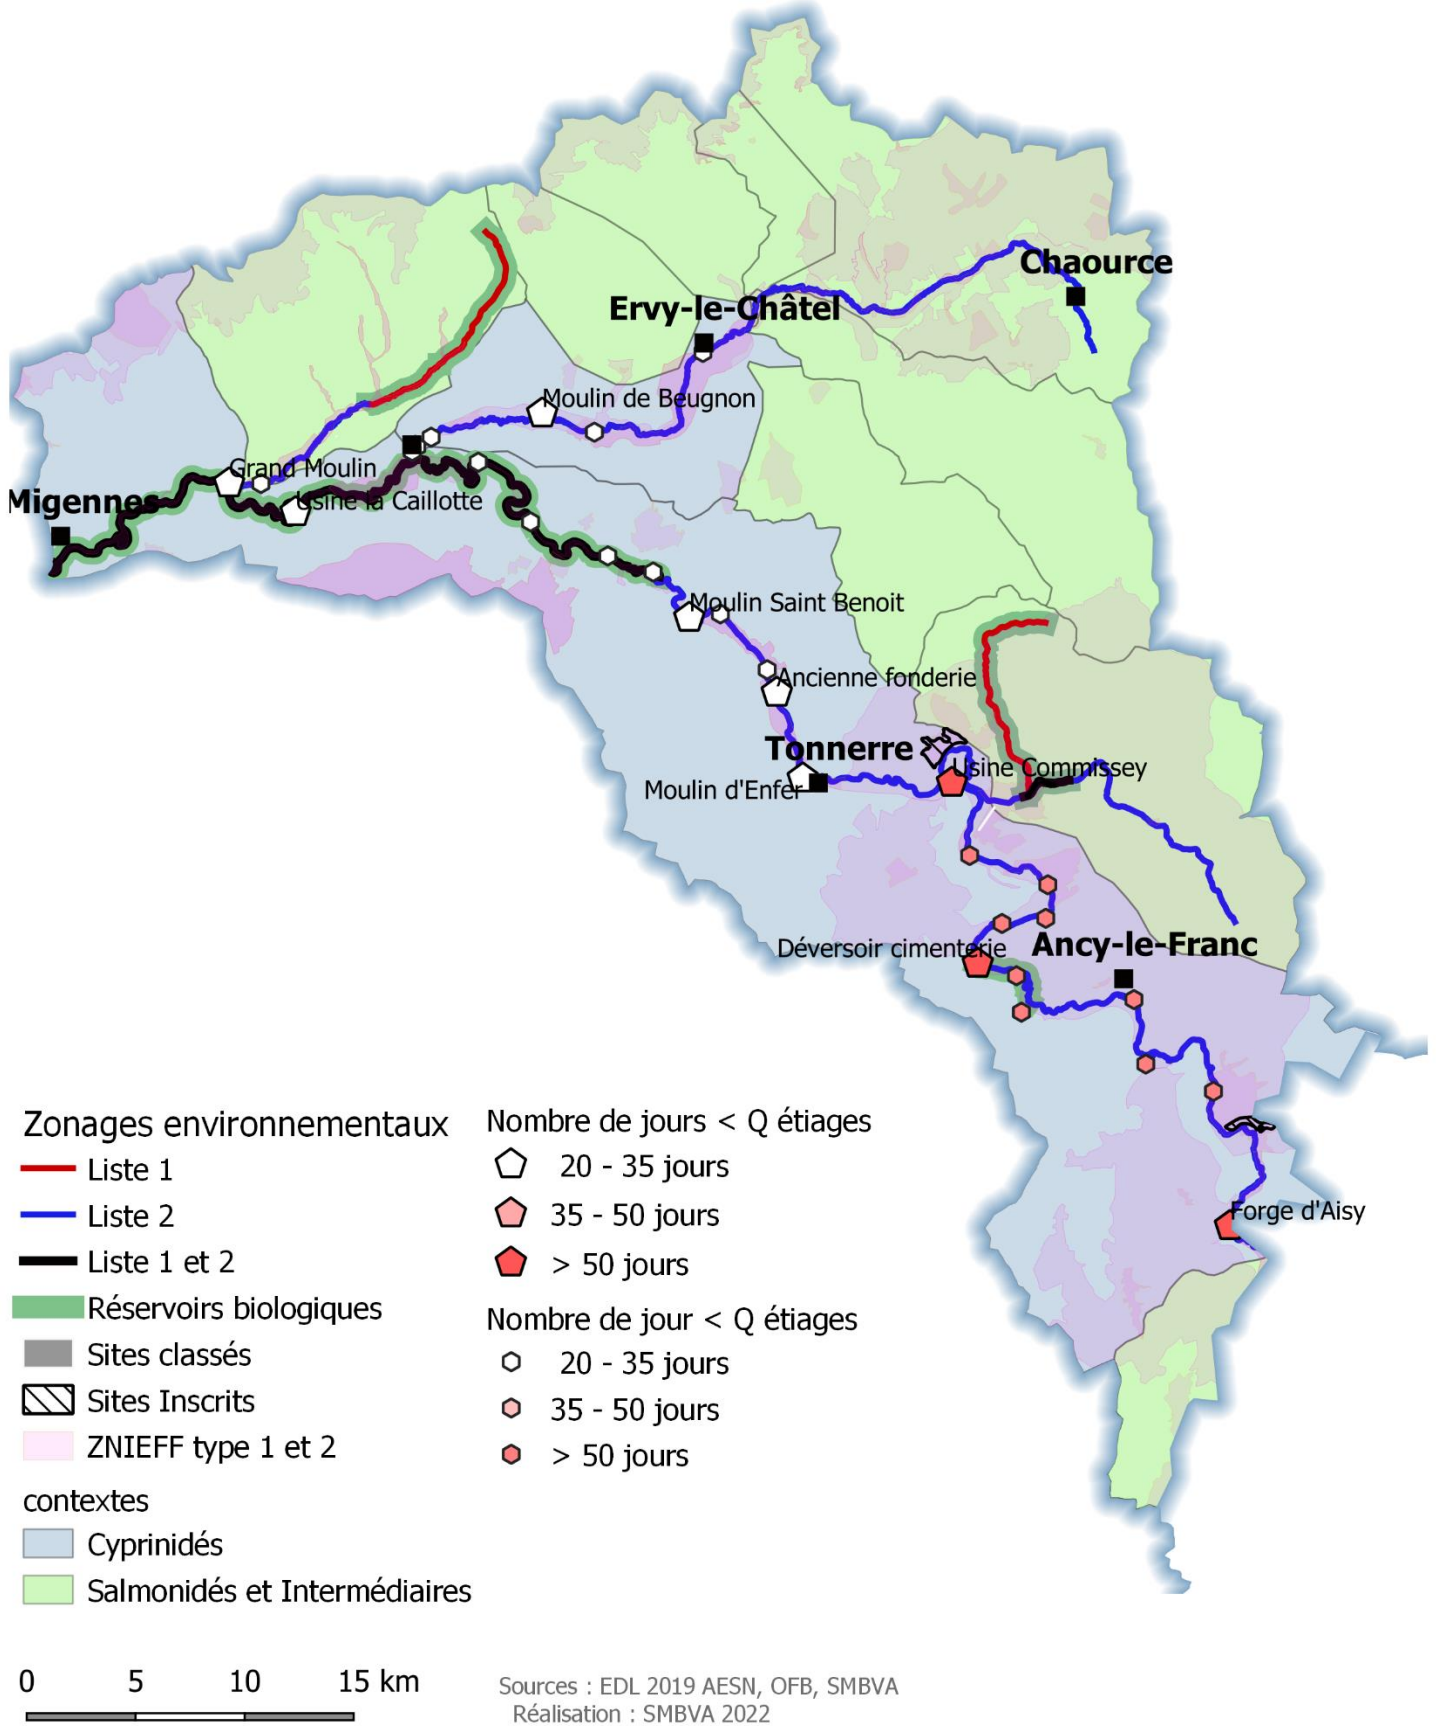 Chaource
Ervy-le-Châtel
Moulin de Beugnon
Grand Moulin
Usine la Caillotte
Migennes
Moulin Saint Benoit
Ancienne fonderie
Tonnerre
Usine Commissey
Moulin d'Enfer
Déversoir cimenterie
Ancy-le-Franc
Forge d'Aisy
Zonages environnementaux
Liste 1
Liste 2
Liste 1 et 2
Réservoirs biologiques
Sites classés
Sites Inscrits
ZNIEFF type 1 et 2
contextes
Cyprinidés
Salmonidés et Intermédiaires
Nombre de jours < Q étiages
20 - 35 jours
35 - 50 jours
> 50 jours
Nombre de jour < Q étiages
20 - 35 jours
35 - 50 jours
> 50 jours
0 5 10 15 km
Sources : EDL 2019 AESN, OFB, SMBVA
Réalisation : SMBVA 2022